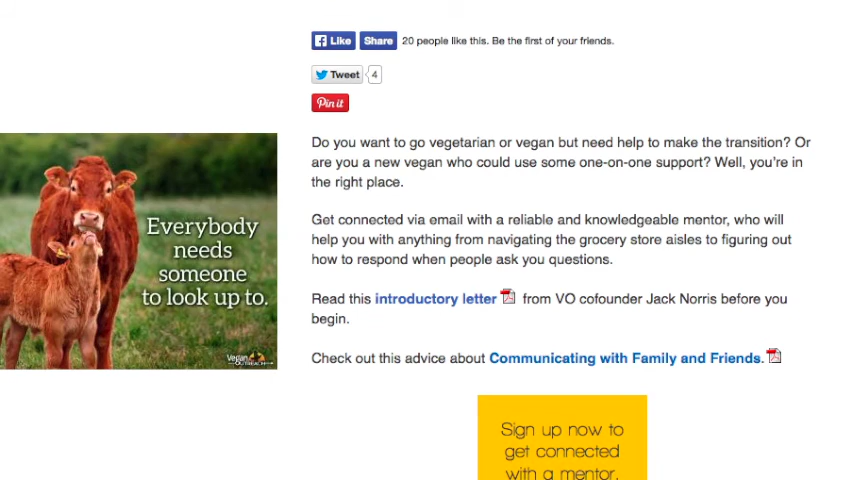 Like Share 20 people like this. Be the first of your friends.
Tweet 4
Pin it
Do you want to go vegetarian or vegan but need help to make the transition? Or
are you a new vegan who could use some one-on-one support? Well, you're in
the right place.
Everybody
needs
someone
to look up to.
Vegan
OUTREACH
Get connected via email with a reliable and knowledgeable mentor, who will
help you with anything from navigating the grocery store aisles to figuring out
how to respond when people ask you questions.
Read this introductory letter from VO cofounder Jack Norris before you
begin.
Check out this advice about Communicating with Family and Friends.
Sign up now to
get connected
with a mentor.